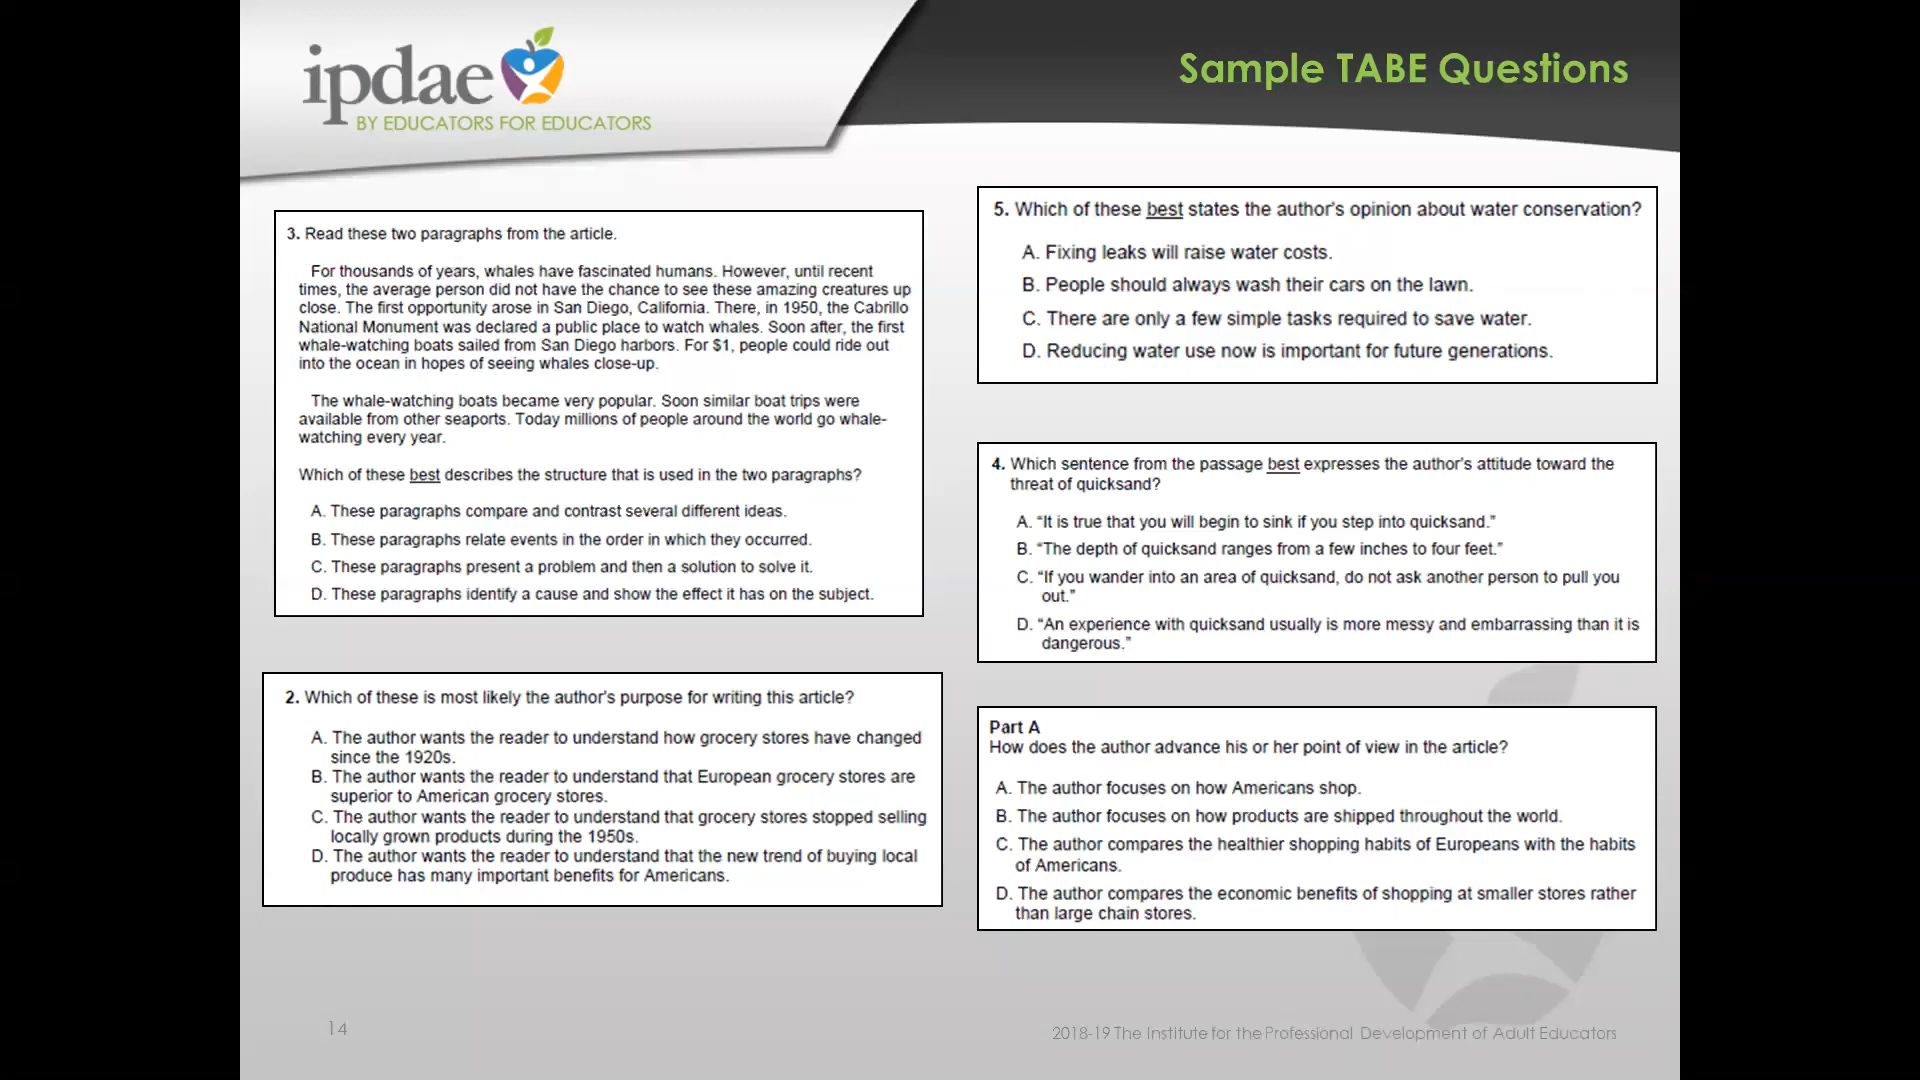 ipdae
BY EDUCATORS FOR EDUCATORS
Sample TABE Questions
3. Read these two paragraphs from the article.
For thousands of years, whales have fascinated humans. However, until recent
times, the average person did not have the chance to see these amazing creatures up
close. The first opportunity arose in San Diego, California. There, in 1950, the Cabrillo
National Monument was declared a public place to watch whales. Soon after, the first
whale-watching boats sailed from San Diego harbors. For $1, people could ride out
into the ocean in hopes of seeing whales close-up.
The whale-watching boats became very popular. Soon similar boat trips were
available from other seaports. Today millions of people around the world go whale-
watching every year.
Which of these best describes the structure that is used in the two paragraphs?
A. These paragraphs compare and contrast several different ideas.
B. These paragraphs relate events in the order in which they occurred.
C. These paragraphs present a problem and then a solution to solve it.
D. These paragraphs identify a cause and show the effect it has on the subject.
2. Which of these is most likely the author's purpose for writing this article?
A. The author wants the reader to understand how grocery stores have changed
since the 1920s.
B. The author wants the reader to understand that European grocery stores are
superior to American grocery stores.
C. The author wants the reader to understand that grocery stores stopped selling
locally grown products during the 1950s.
D. The author wants the reader to understand that the new trend of buying local
produce has many important benefits for Americans.
5. Which of these best states the author's opinion about water conservation?
A. Fixing leaks will raise water costs.
B. People should always wash their cars on the lawn.
C. There are only a few simple tasks required to save water.
D. Reducing water use now is important for future generations.
4. Which sentence from the passage best expresses the author's attitude toward the
threat of quicksand?
A. “It is true that you will begin to sink if you step into quicksand.”
B. “The depth of quicksand ranges from a few inches to four feet.”
C. “If you wander into an area of quicksand, do not ask another person to pull you
out.”
D. “An experience with quicksand usually is more messy and embarrassing than it is
dangerous.”
Part A
How does the author advance his or her point of view in the article?
A. The author focuses on how Americans shop.
B. The author focuses on how products are shipped throughout the world.
C. The author compares the healthier shopping habits of Europeans with the habits
of Americans.
D. The author compares the economic benefits of shopping at smaller stores rather
than large chain stores.
14
2018-19 The Institute for the Professional Development of Adult Educators